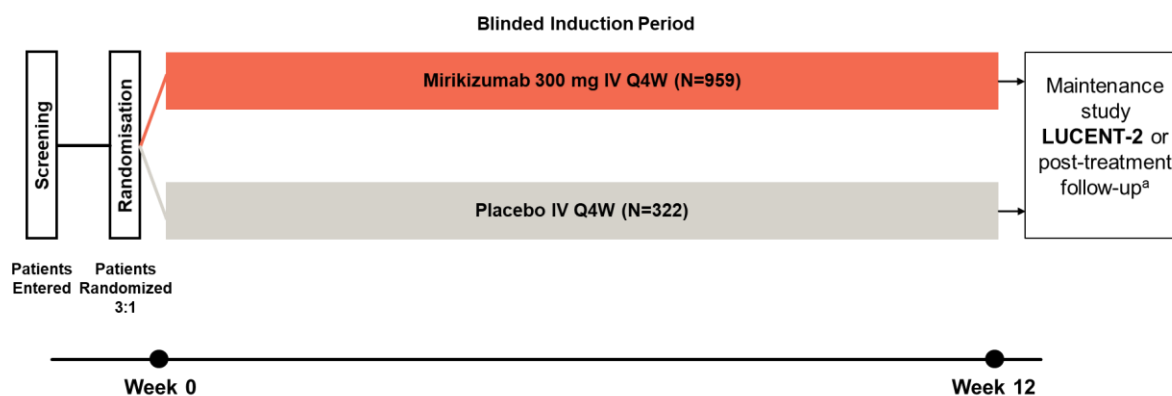 Blinded Induction Period
Screening
Randomisation
Mirikizumab 300 mg IV Q4W (N=959)
Placebo IV Q4W (N=322)
Maintenance
study
LUCENT-2 or
post-treatment
follow-upᵃ
Patients
Entered
Patients
Randomized
3:1
Week 0
Week 12